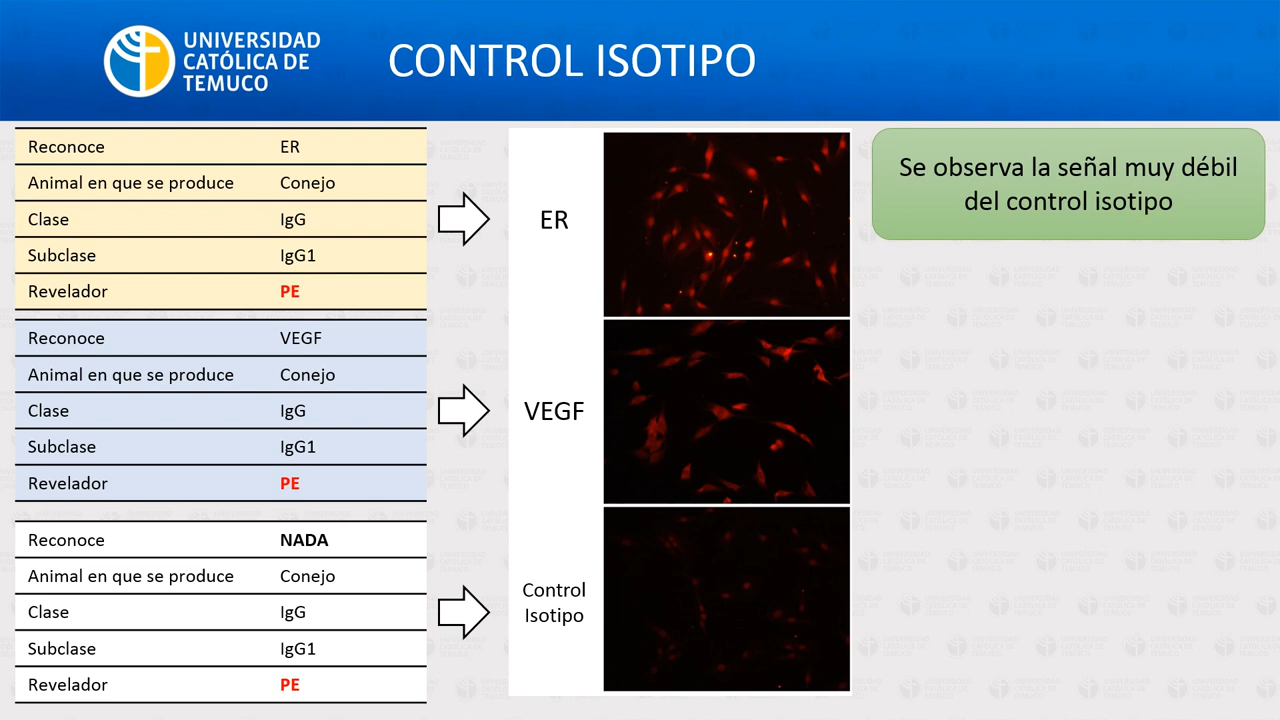 UNIVERSIDAD
CATÓLICA DE
TEMUCO
CONTROL ISOTIPO
Reconoce ER
Animal en que se produce Conejo
Clase IgG
Subclase IgG1
Revelador PE
Reconoce VEGF
Animal en que se produce Conejo
Clase IgG
Subclase IgG1
Revelador PE
Reconoce NADA
Animal en que se produce Conejo
Clase IgG
Subclase IgG1
Revelador PE
ER
VEGF
Control
Isotipo
Se observa la señal muy débil
del control isotipo